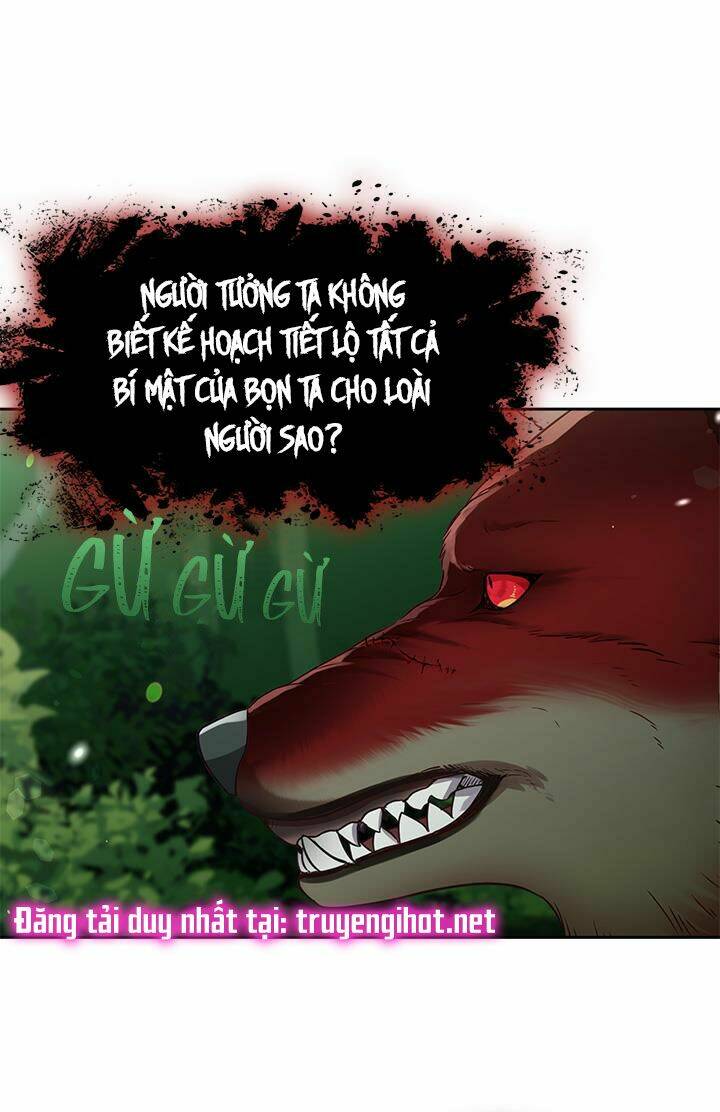 NGƯỜI TƯỞNG TA KHÔNG
BIẾT KẾ HOẠCH TIẾT LỘ TẤT CẢ
BÍ MẬT CỦA BỌN TA CHO LOÀI
NGƯỜI SAO?
GỪ GỪ GỪ
Đăng tải duy nhất tại: truyengihot.net